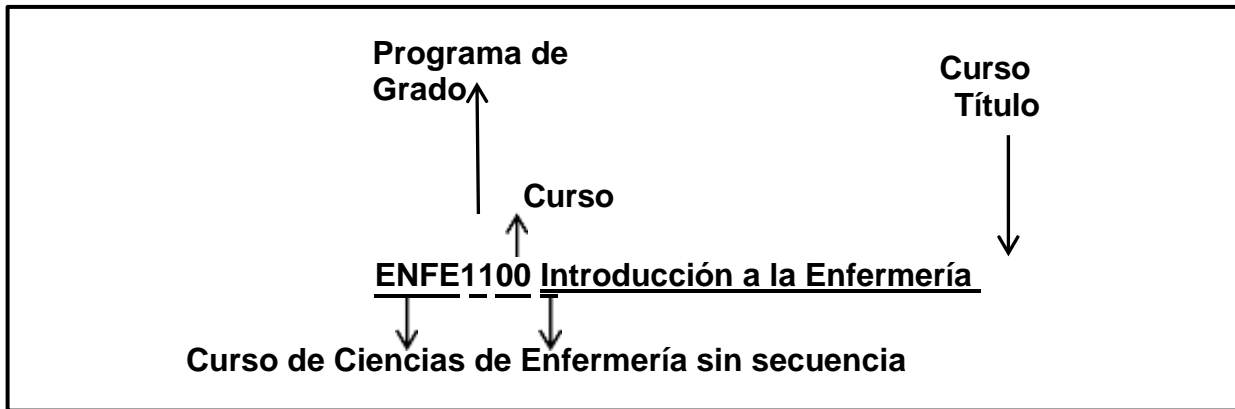 Programa de
Grado
Curso
Título
Curso
ENFE1100 Introducción a la Enfermería
Curso de Ciencias de Enfermería sin secuencia